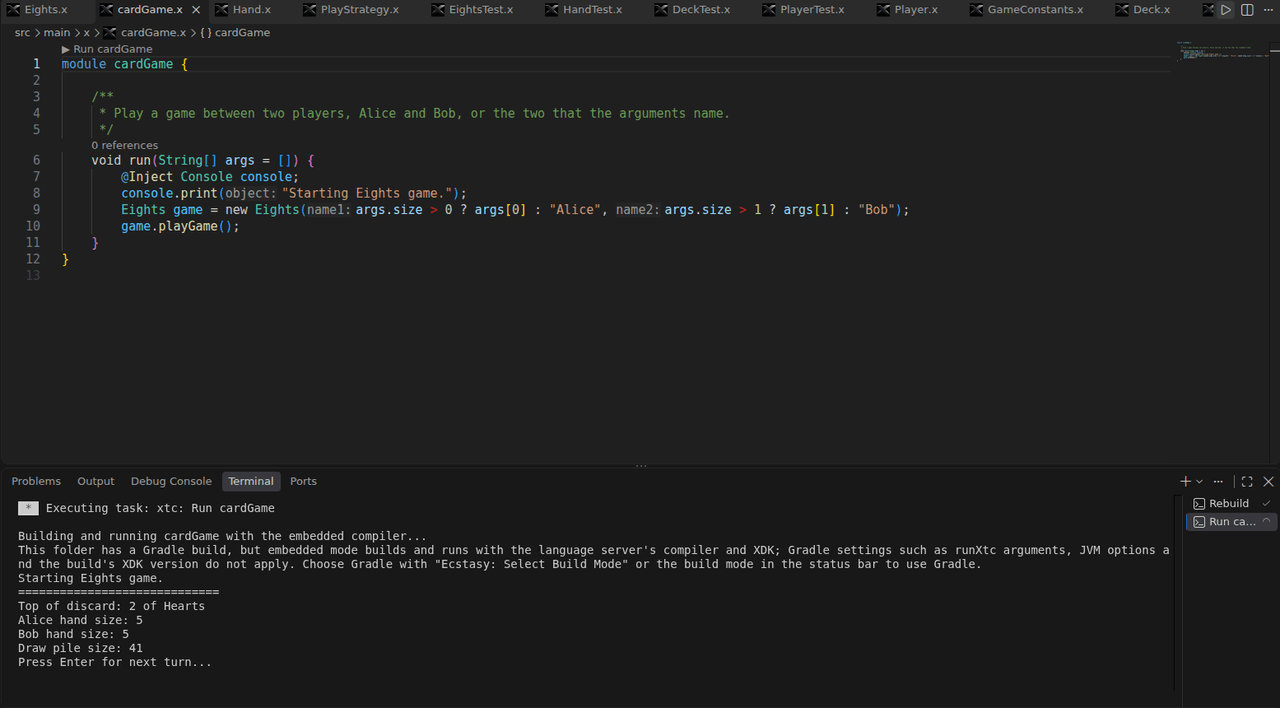 Eights.x cardGame.x Hand.x PlayStrategy.x EightsTest.x HandTest.x DeckTest.x PlayerTest.x Player.x GameConstants.x Deck.x
src > main > x > cardGame.x > { } cardGame
Run cardGame
1 module cardGame {
2
3 /**
4 * Play a game between two players, Alice and Bob, or the two that the arguments name.
5 */
0 references
6 void run(String[] args = []) {
7 @Inject Console console;
8 console.print(object: "Starting Eights game.");
9 Eights game = new Eights(name1: args.size > 0 ? args[0] : "Alice", name2: args.size > 1 ? args[1] : "Bob");
10 game.playGame();
11 }
12 }
13
Problems Output Debug Console Terminal Ports
* Executing task: xtc: Run cardGame
Building and running cardGame with the embedded compiler...
This folder has a Gradle build, but embedded mode builds and runs with the language server's compiler and XDK; Gradle settings such as runXtc arguments, JVM options a
nd the build's XDK version do not apply. Choose Gradle with "Ecstasy: Select Build Mode" or the build mode in the status bar to use Gradle.
Starting Eights game.
=============================
Top of discard: 2 of Hearts
Alice hand size: 5
Bob hand size: 5
Draw pile size: 41
Press Enter for next turn...
Rebuild
Run ca...